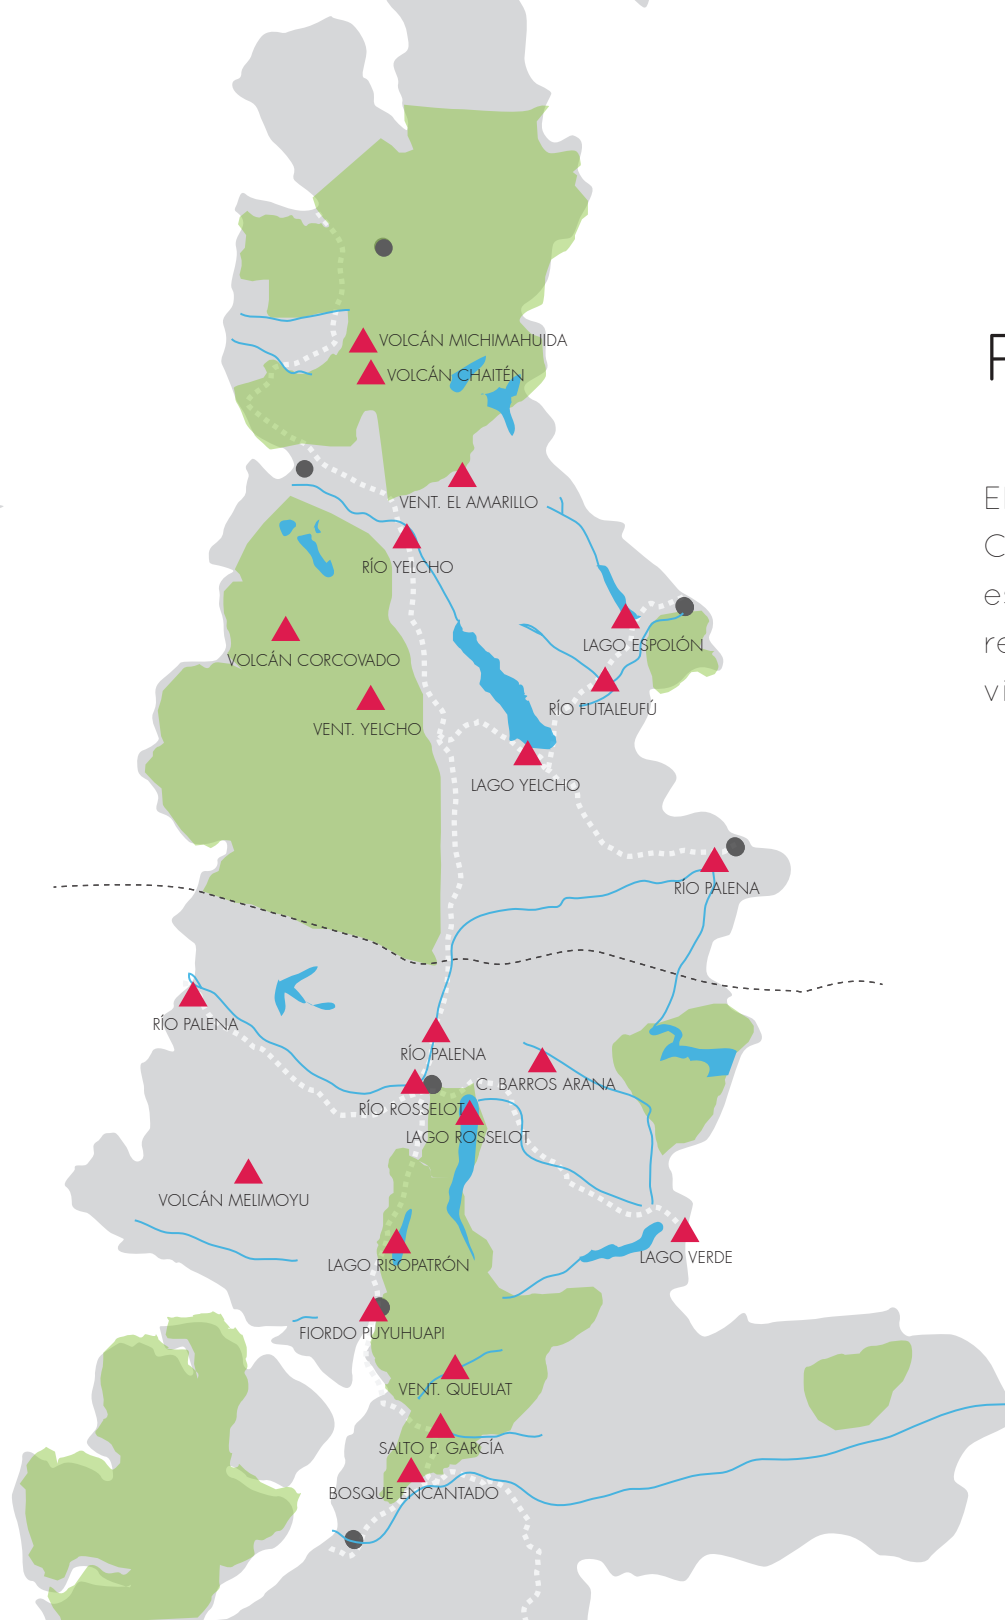 VOLCÁN MICHIMAHUIDA
VOLCÁN CHAITÉN
VENT. EL AMARILLO
RÍO YELCHO
LAGO ESPOLÓN
VOLCÁN CORCOVADO
RÍO FUTALEUFÚ
VENT. YELCHO
LAGO YELCHO
RÍO PALENA
RÍO PALENA
RÍO PALENA
C. BARROS ARANA
RÍO ROSSELOT
LAGO ROSSELOT
VOLCÁN MELIMOYU
LAGO VERDE
LAGO RISOPATRÓN
FIORDO PUYUHUAPI
VENT. QUEULAT
SALTO P. GARCÍA
BOSQUE ENCANTADO